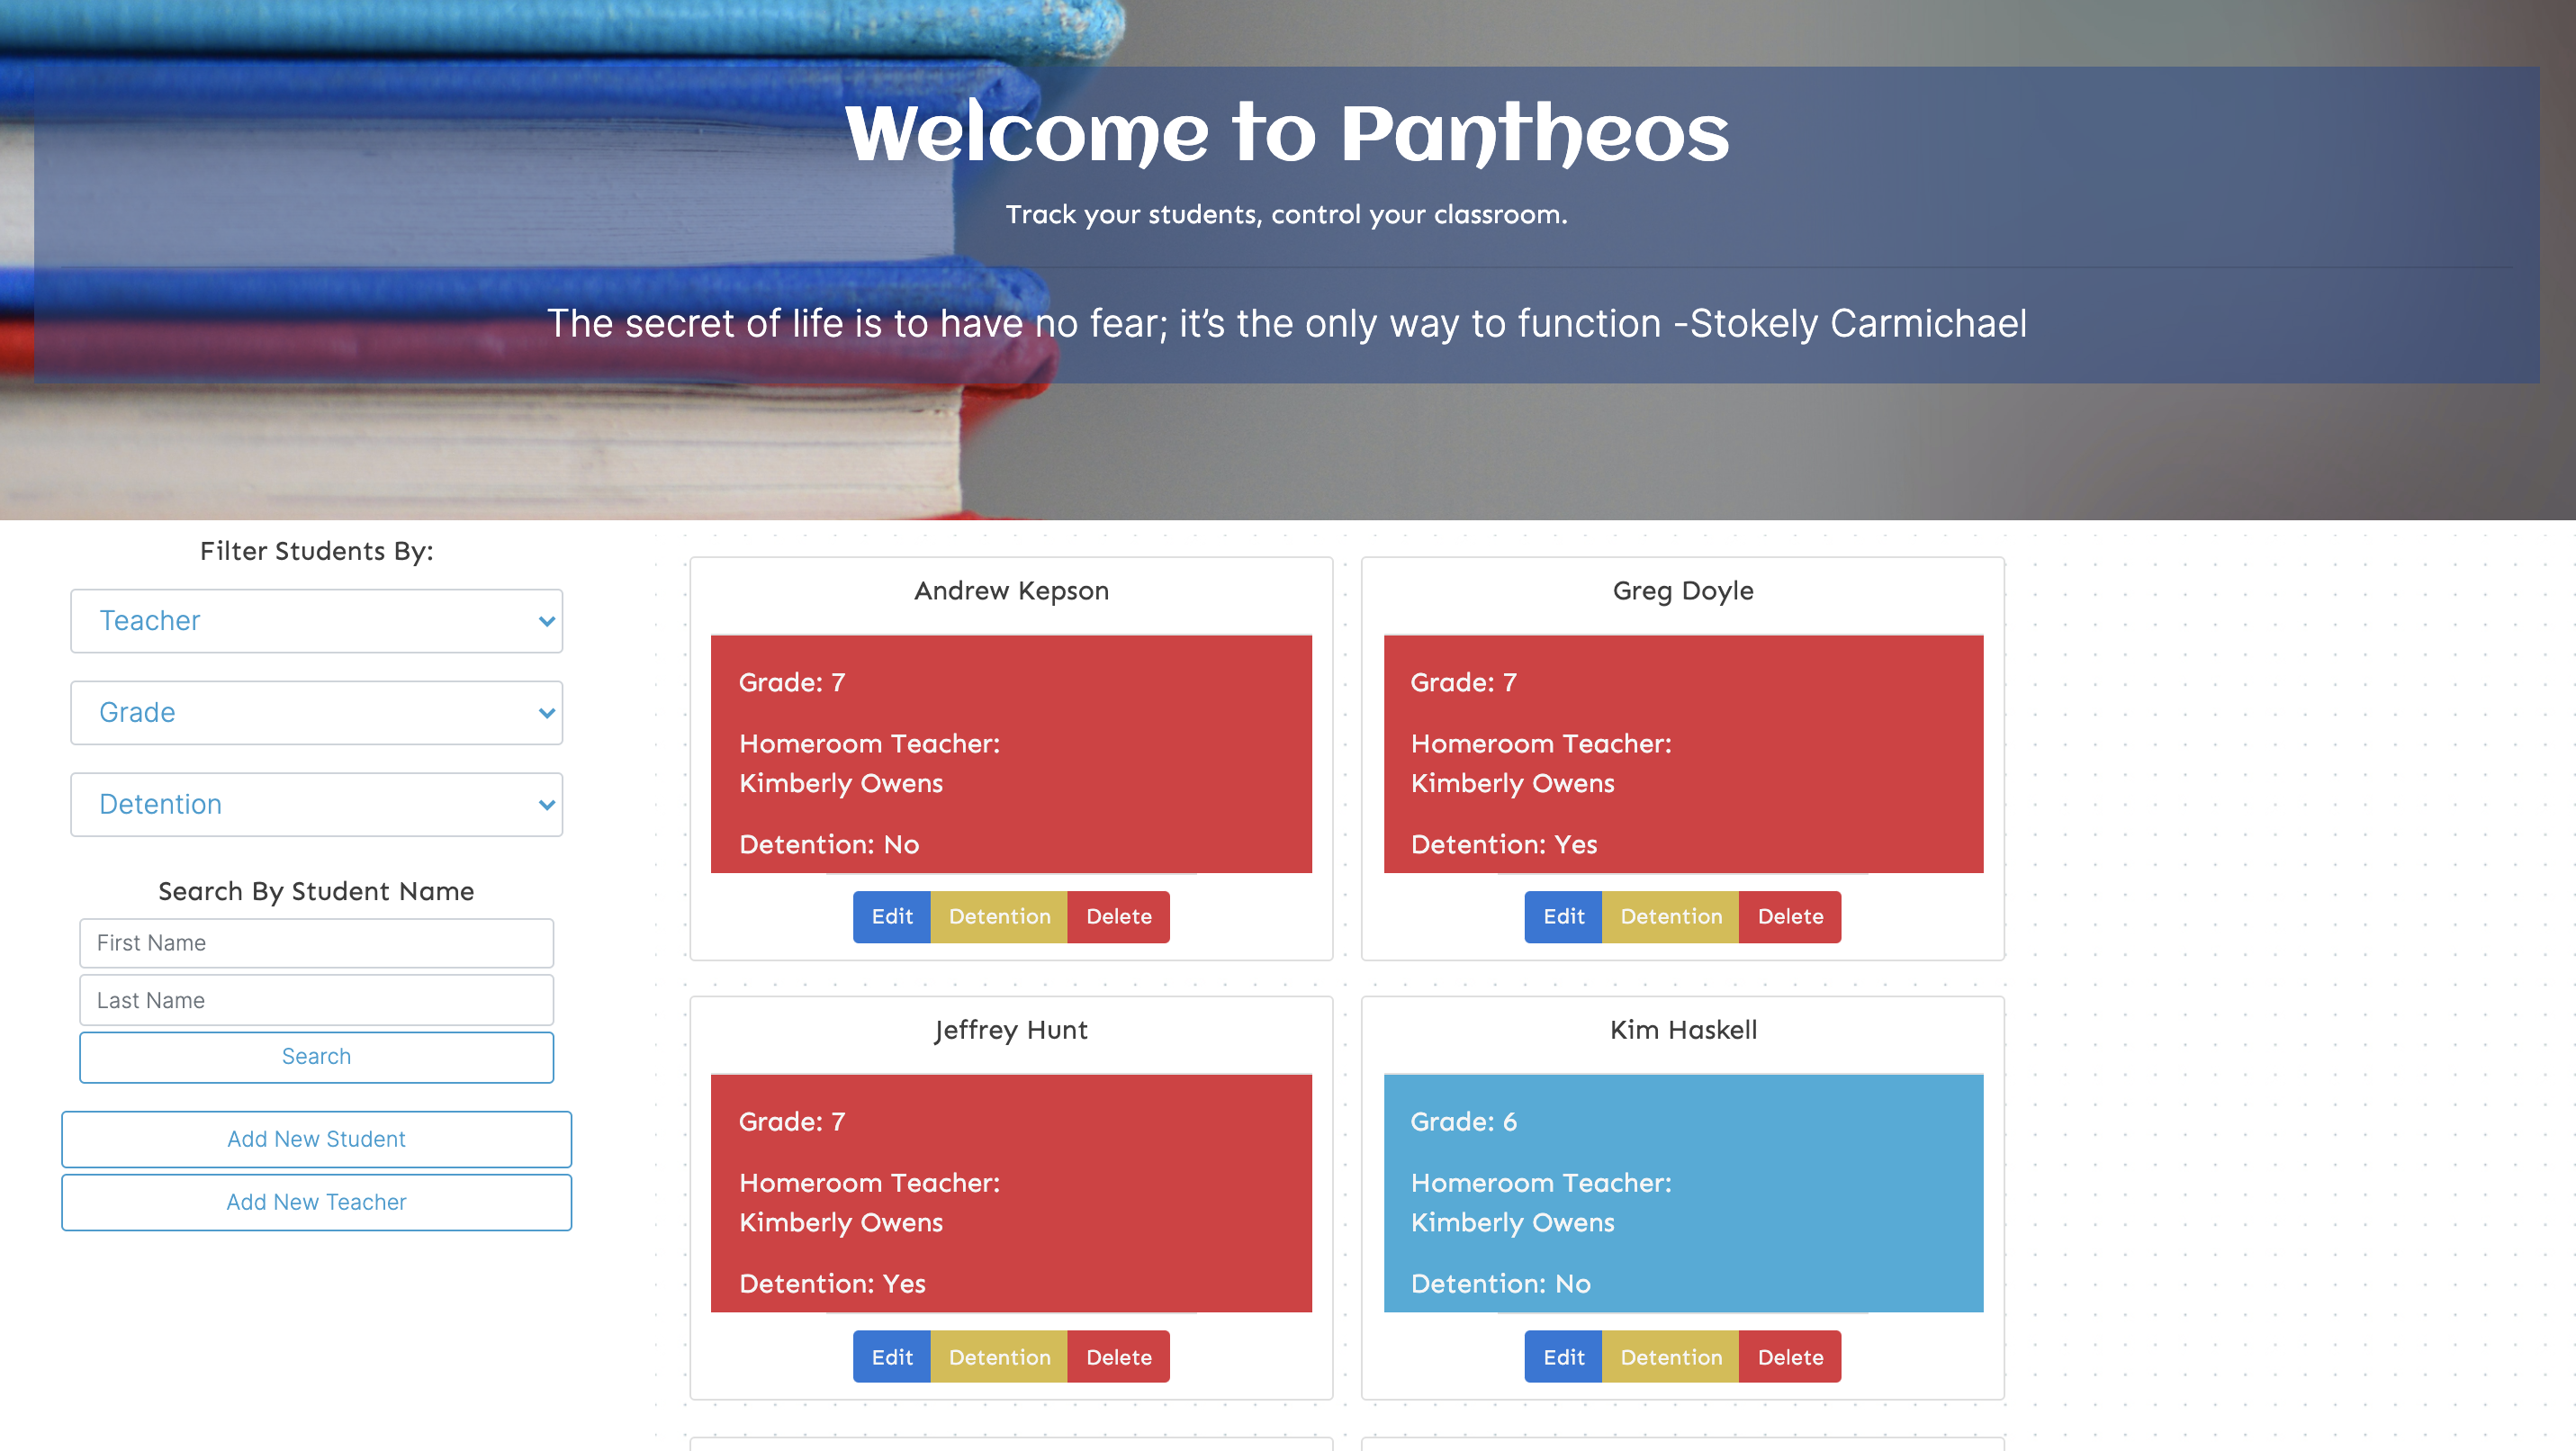 Welcome to Pantheos
Track your students, control your classroom.
The secret of life is to have no fear; it’s the only way to function -Stokely Carmichael
Filter Students By:
Teacher
Grade
Detention
Search By Student Name
First Name
Last Name
Search
Add New Student
Add New Teacher
Andrew Kepson
Grade: 7
Homeroom Teacher:
Kimberly Owens
Detention: No
Edit Detention Delete
Greg Doyle
Grade: 7
Homeroom Teacher:
Kimberly Owens
Detention: Yes
Edit Detention Delete
Jeffrey Hunt
Grade: 7
Homeroom Teacher:
Kimberly Owens
Detention: Yes
Edit Detention Delete
Kim Haskell
Grade: 6
Homeroom Teacher:
Kimberly Owens
Detention: No
Edit Detention Delete